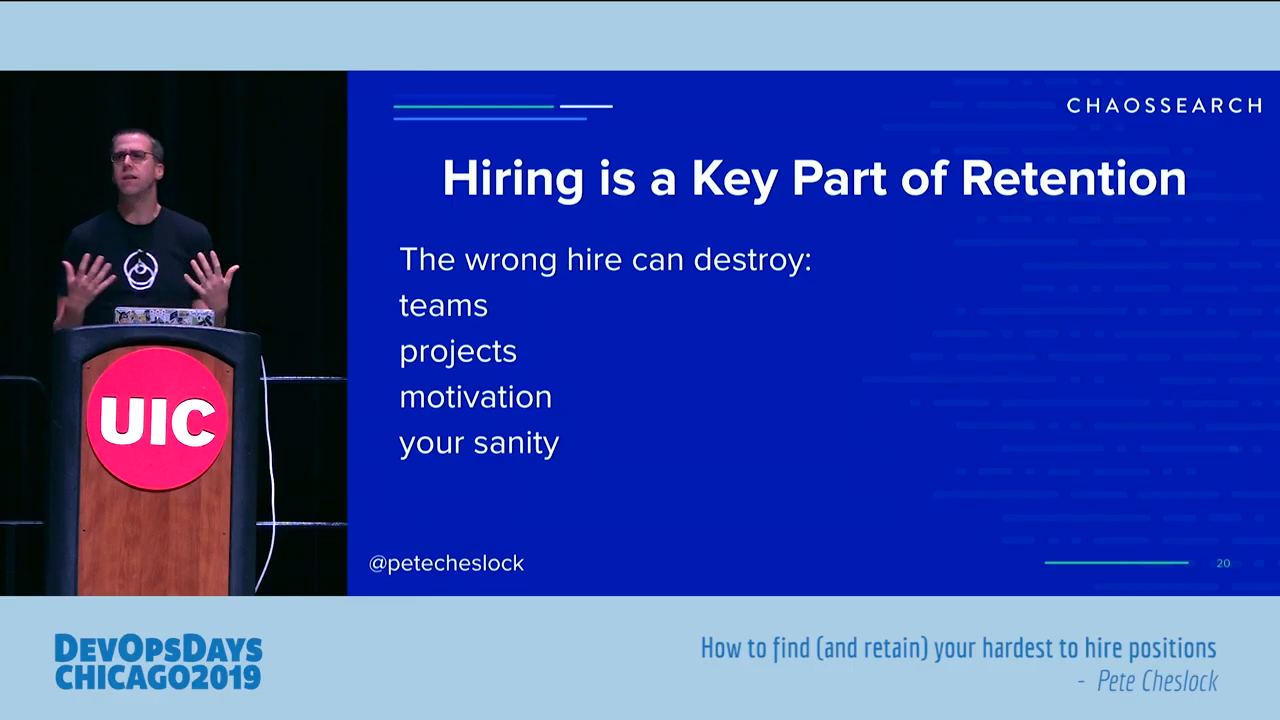 CHAOSSEARCH
Hiring is a Key Part of Retention
The wrong hire can destroy:
teams
projects
motivation
your sanity
@petecheslock
20
UIC
DEVOPSDAYS
CHICAGO2019
How to find (and retain) your hardest to hire positions
- Pete Cheslock